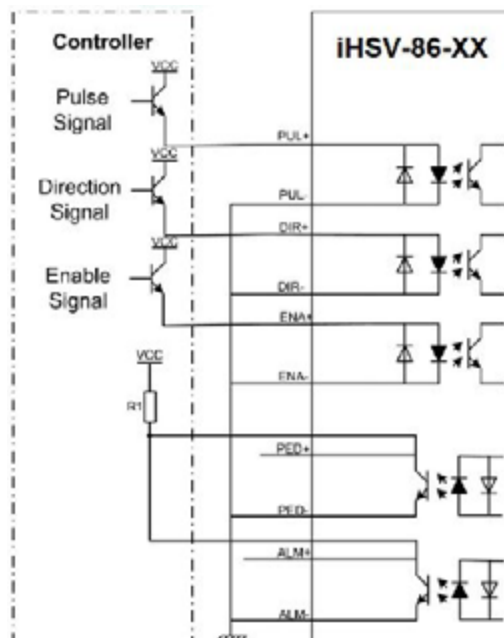 Controller
iHSV-86-XX
VCC
Pulse
Signal
PUL+
VCC
PUL-
Direction
Signal
DIR+
VCC
DIR-
Enable
Signal
ENA+
VCC
ENA-
R1
PED+
PED-
ALM+
ALM-